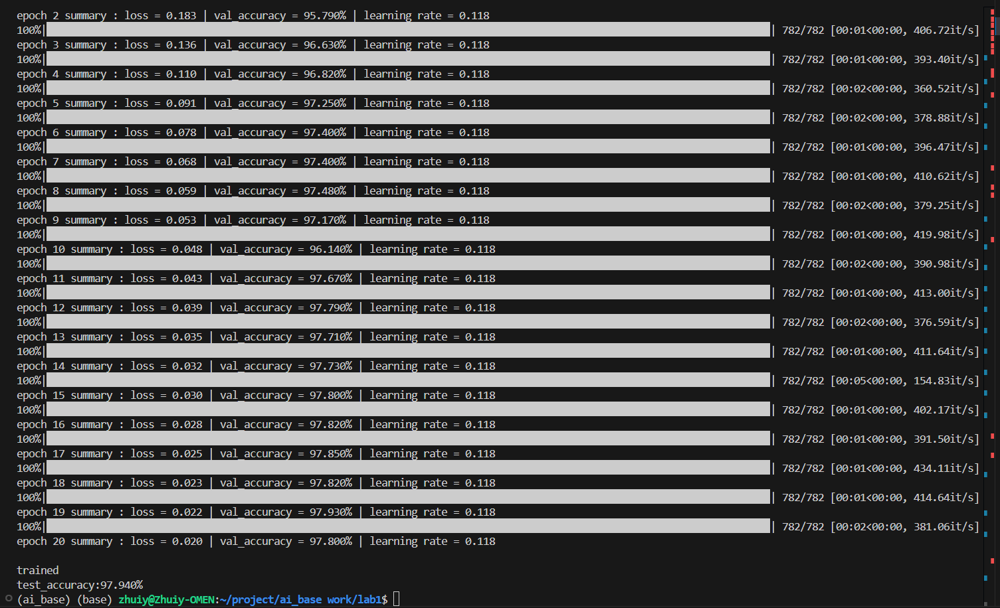 epoch 2 summary : loss = 0.183 | val_accuracy = 95.790% | learning rate = 0.118
100%|| 782/782 [00:01<00:00, 406.72it/s]
epoch 3 summary : loss = 0.136 | val_accuracy = 96.630% | learning rate = 0.118
100%|| 782/782 [00:01<00:00, 393.40it/s]
epoch 4 summary : loss = 0.110 | val_accuracy = 96.820% | learning rate = 0.118
100%|| 782/782 [00:02<00:00, 360.52it/s]
epoch 5 summary : loss = 0.091 | val_accuracy = 97.250% | learning rate = 0.118
100%|| 782/782 [00:02<00:00, 378.88it/s]
epoch 6 summary : loss = 0.078 | val_accuracy = 97.400% | learning rate = 0.118
100%|| 782/782 [00:01<00:00, 396.47it/s]
epoch 7 summary : loss = 0.068 | val_accuracy = 97.400% | learning rate = 0.118
100%|| 782/782 [00:01<00:00, 410.62it/s]
epoch 8 summary : loss = 0.059 | val_accuracy = 97.480% | learning rate = 0.118
100%|| 782/782 [00:02<00:00, 379.25it/s]
epoch 9 summary : loss = 0.053 | val_accuracy = 97.170% | learning rate = 0.118
100%|| 782/782 [00:01<00:00, 419.98it/s]
epoch 10 summary : loss = 0.048 | val_accuracy = 96.140% | learning rate = 0.118
100%|| 782/782 [00:02<00:00, 390.98it/s]
epoch 11 summary : loss = 0.043 | val_accuracy = 97.670% | learning rate = 0.118
100%|| 782/782 [00:01<00:00, 413.00it/s]
epoch 12 summary : loss = 0.039 | val_accuracy = 97.790% | learning rate = 0.118
100%|| 782/782 [00:02<00:00, 376.59it/s]
epoch 13 summary : loss = 0.035 | val_accuracy = 97.710% | learning rate = 0.118
100%|| 782/782 [00:01<00:00, 411.64it/s]
epoch 14 summary : loss = 0.032 | val_accuracy = 97.730% | learning rate = 0.118
100%|| 782/782 [00:05<00:00, 154.83it/s]
epoch 15 summary : loss = 0.030 | val_accuracy = 97.800% | learning rate = 0.118
100%|| 782/782 [00:01<00:00, 402.17it/s]
epoch 16 summary : loss = 0.028 | val_accuracy = 97.820% | learning rate = 0.118
100%|| 782/782 [00:01<00:00, 391.50it/s]
epoch 17 summary : loss = 0.025 | val_accuracy = 97.850% | learning rate = 0.118
100%|| 782/782 [00:01<00:00, 434.11it/s]
epoch 18 summary : loss = 0.023 | val_accuracy = 97.820% | learning rate = 0.118
100%|| 782/782 [00:01<00:00, 414.64it/s]
epoch 19 summary : loss = 0.022 | val_accuracy = 97.930% | learning rate = 0.118
100%|| 782/782 [00:02<00:00, 381.06it/s]
epoch 20 summary : loss = 0.020 | val_accuracy = 97.800% | learning rate = 0.118
trained
test_accuracy:97.940%
(ai_base) (base) zhuiy@Zhuiy-OMEN:~/project/ai_base work/lab1$